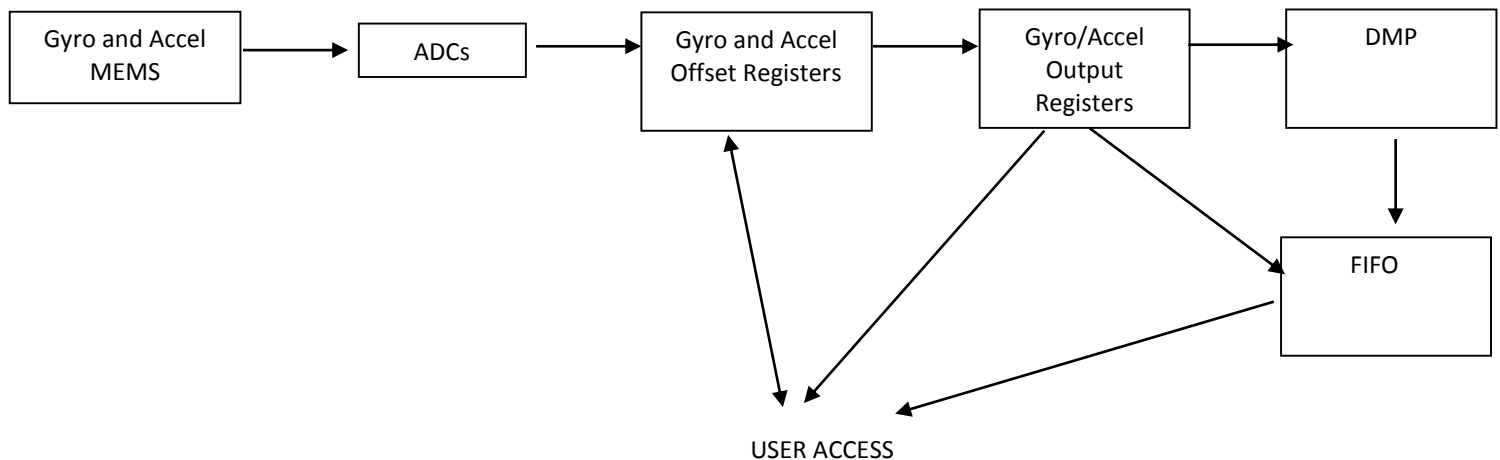 Gyro and Accel
MEMS
ADCs
Gyro and Accel
Offset Registers
Gyro/Accel
Output
Registers
DMP
FIFO
USER ACCESS